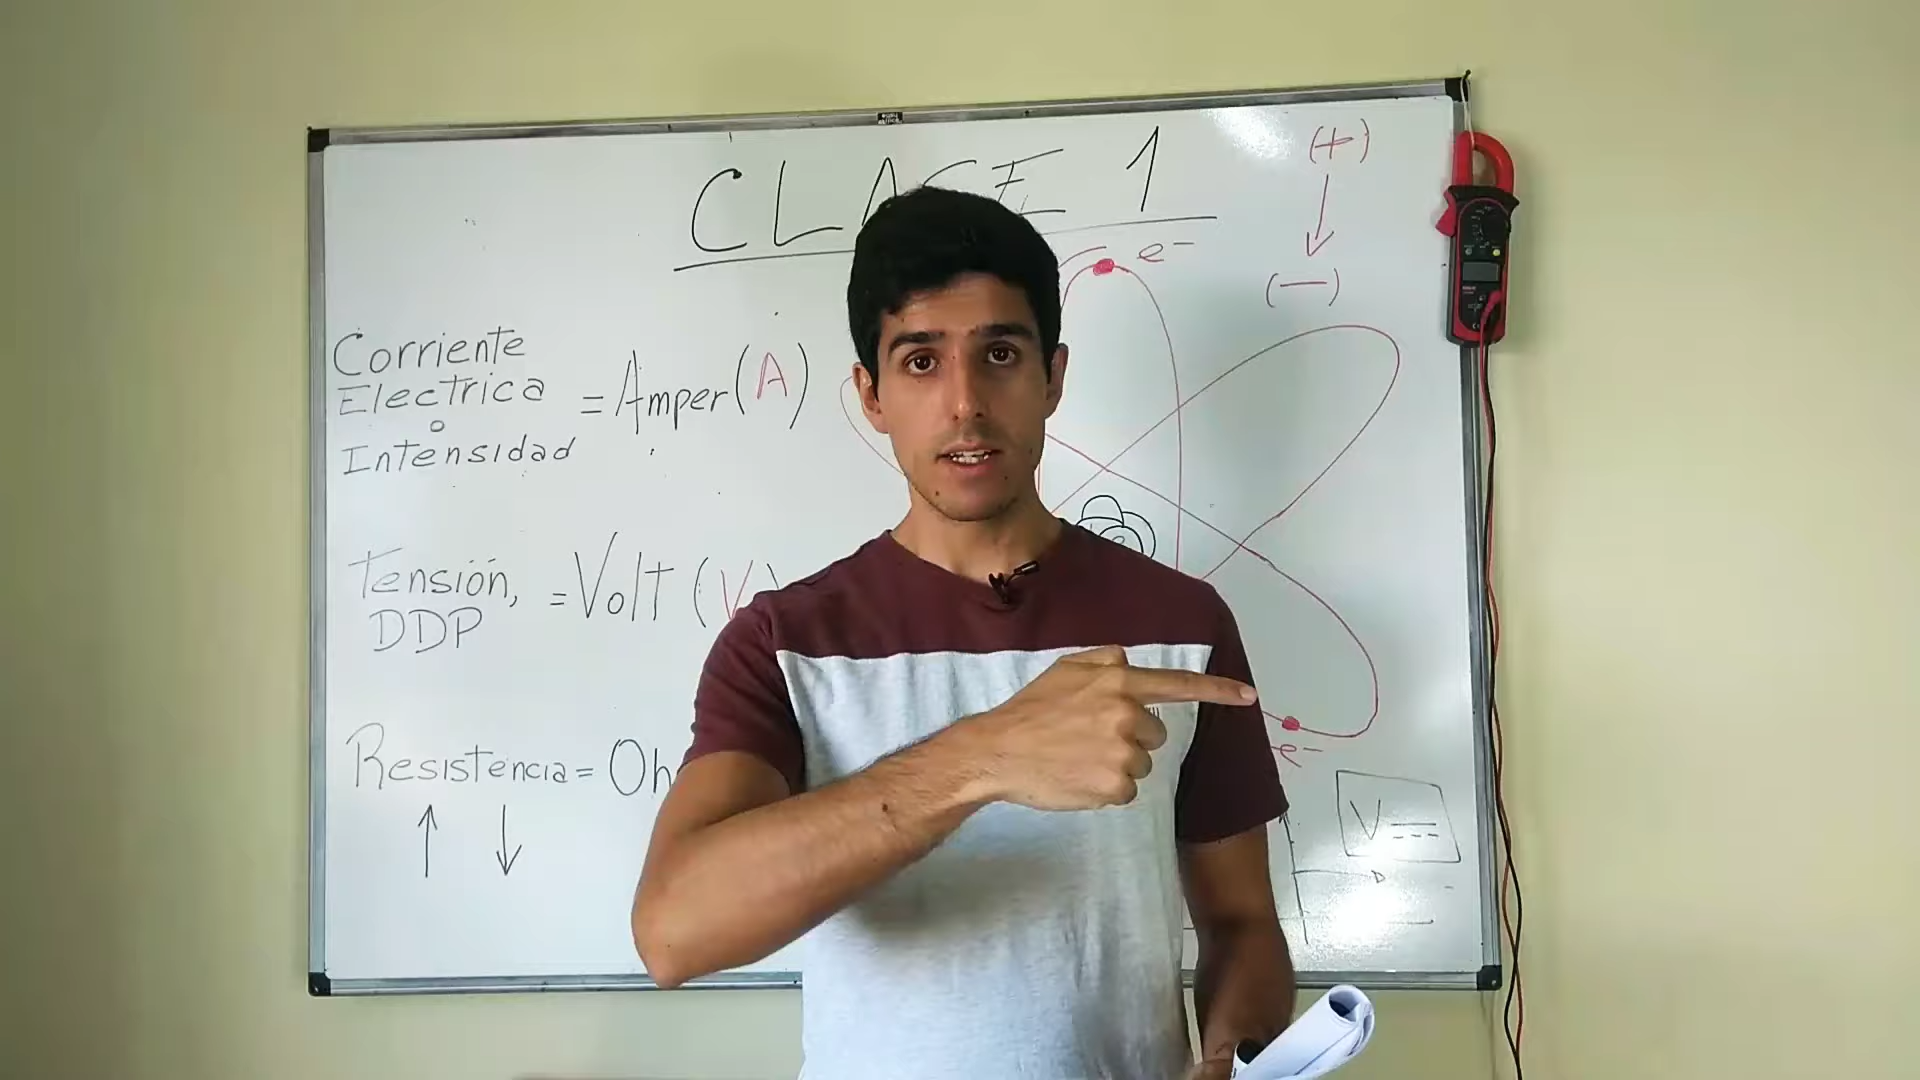 CLASE 1
(+)
(-)
e-
Corriente
Electrica
o
Intensidad
= Amper (A)
Tensión,
DDP
= Volt (V)
Resistencia = Oh
e-
V